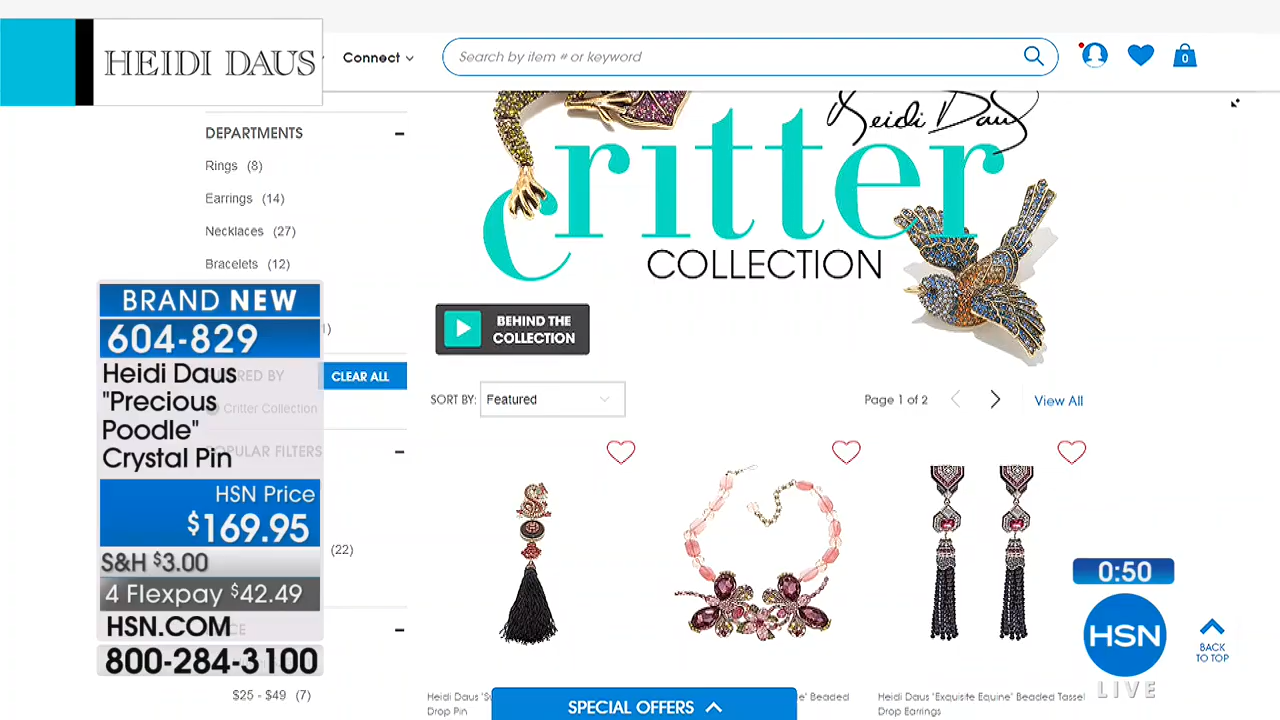 HEIDI DAUS
Connect
Search by item # or keyword
0
Heidi Daus
critter
COLLECTION
DEPARTMENTS
Rings (8)
Earrings (14)
Necklaces (27)
Bracelets (12)
1)
BEHIND THE
COLLECTION
CLEAR ALL
Critter Collection
POPULAR FILTERS
(22)
$25 - $49 (7)
BRAND NEW
604-829
Heidi Daus
"Precious
Poodle"
Crystal Pin
HSN Price
$169.95
S&H $3.00
4 Flexpay $42.49
HSN.COM
800-284-3100
SORT BY: Featured
Page 1 of 2
View All
Heidi Daus
Drop Pin
Beaded
Heidi Daus "Exquisite Equine" Beaded Tassel
Drop Earrings
SPECIAL OFFERS
0:50
HSN
LIVE
BACK
TO TOP